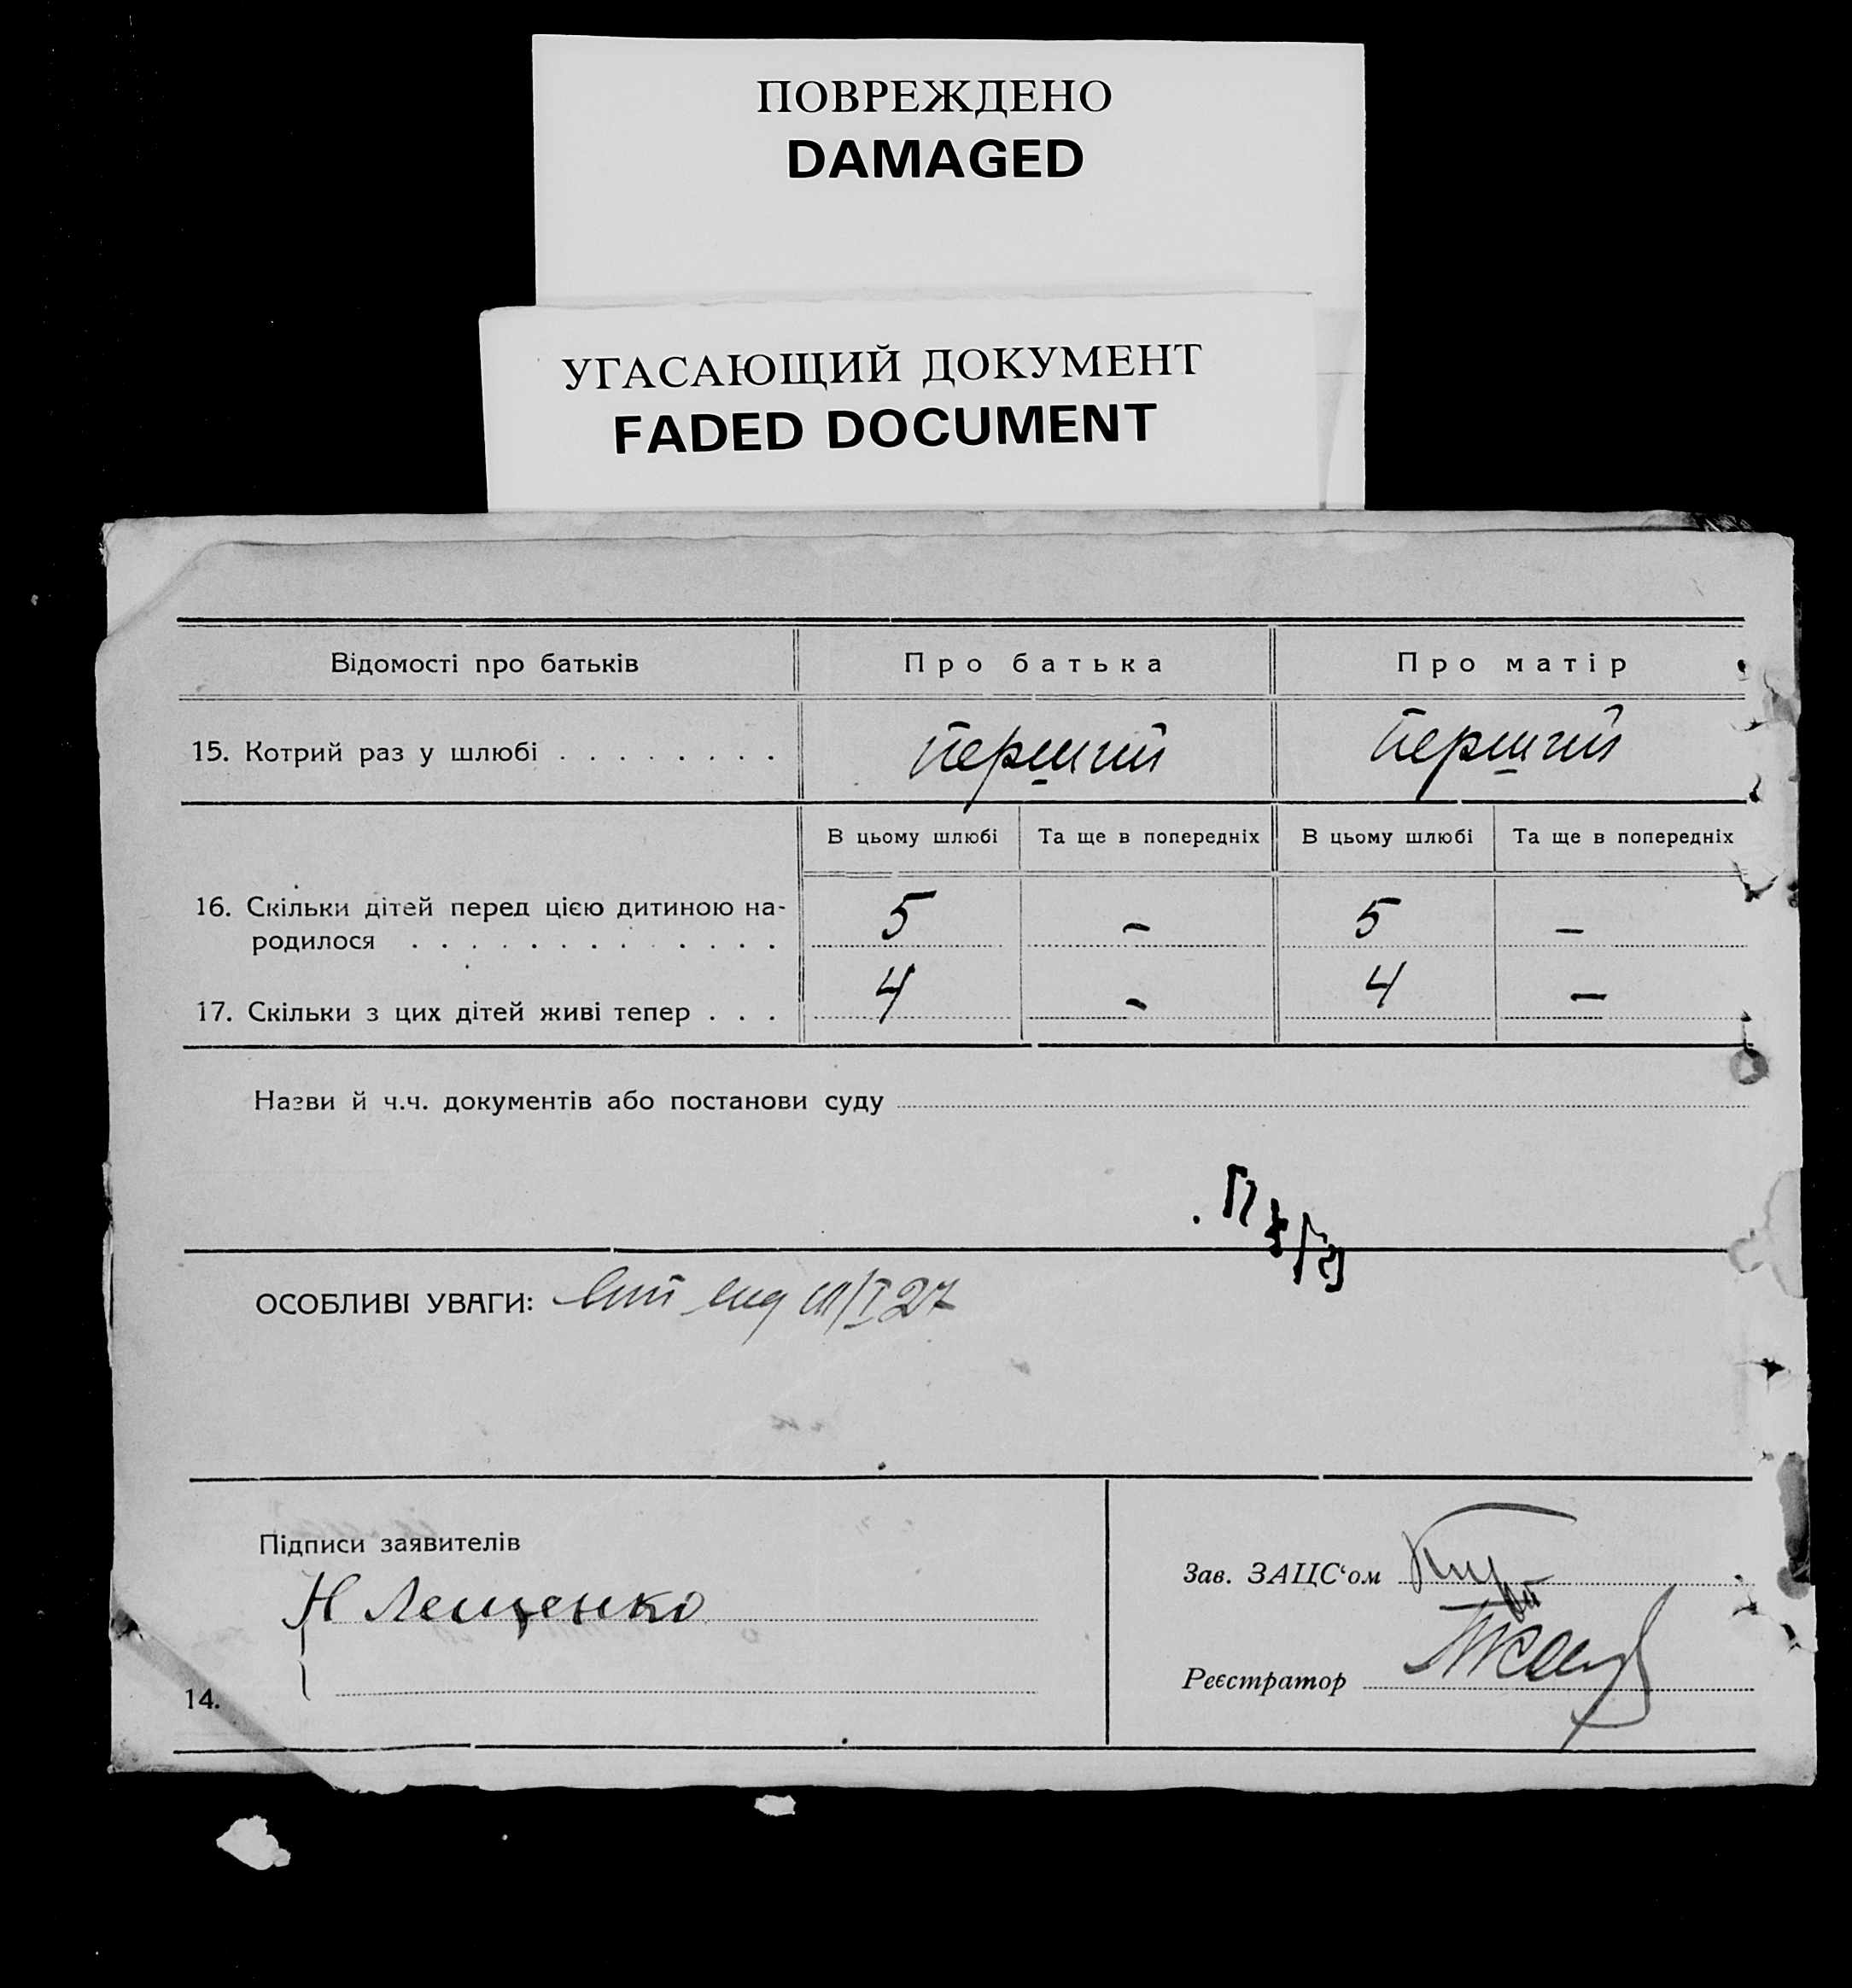 ПОВРЕЖДЕНО
DAMAGED
УГАСАЮЩИЙ ДОКУМЕНТ
FADED DOCUMENT
Відомості про батьків Про батька Про матір
15. Котрий раз у шлюбі . . . . . . . . Перший Перший
В цьому шлюбі Та ще в попередніх В цьому шлюбі Та ще в попередніх
16. Скільки дітей перед цією дитиною на-
родилося . . . . . . . . . . . . . 5 – 5 –
17. Скільки з цих дітей живі тепер . . . 4 – 4 –
Назви й ч.ч. документів або постанови суду
ОСОБЛИВІ УВАГИ: 27
Підписи заявителів
Н Лещенко
Зав. ЗАЦС‘ом
Реєстратор
14.